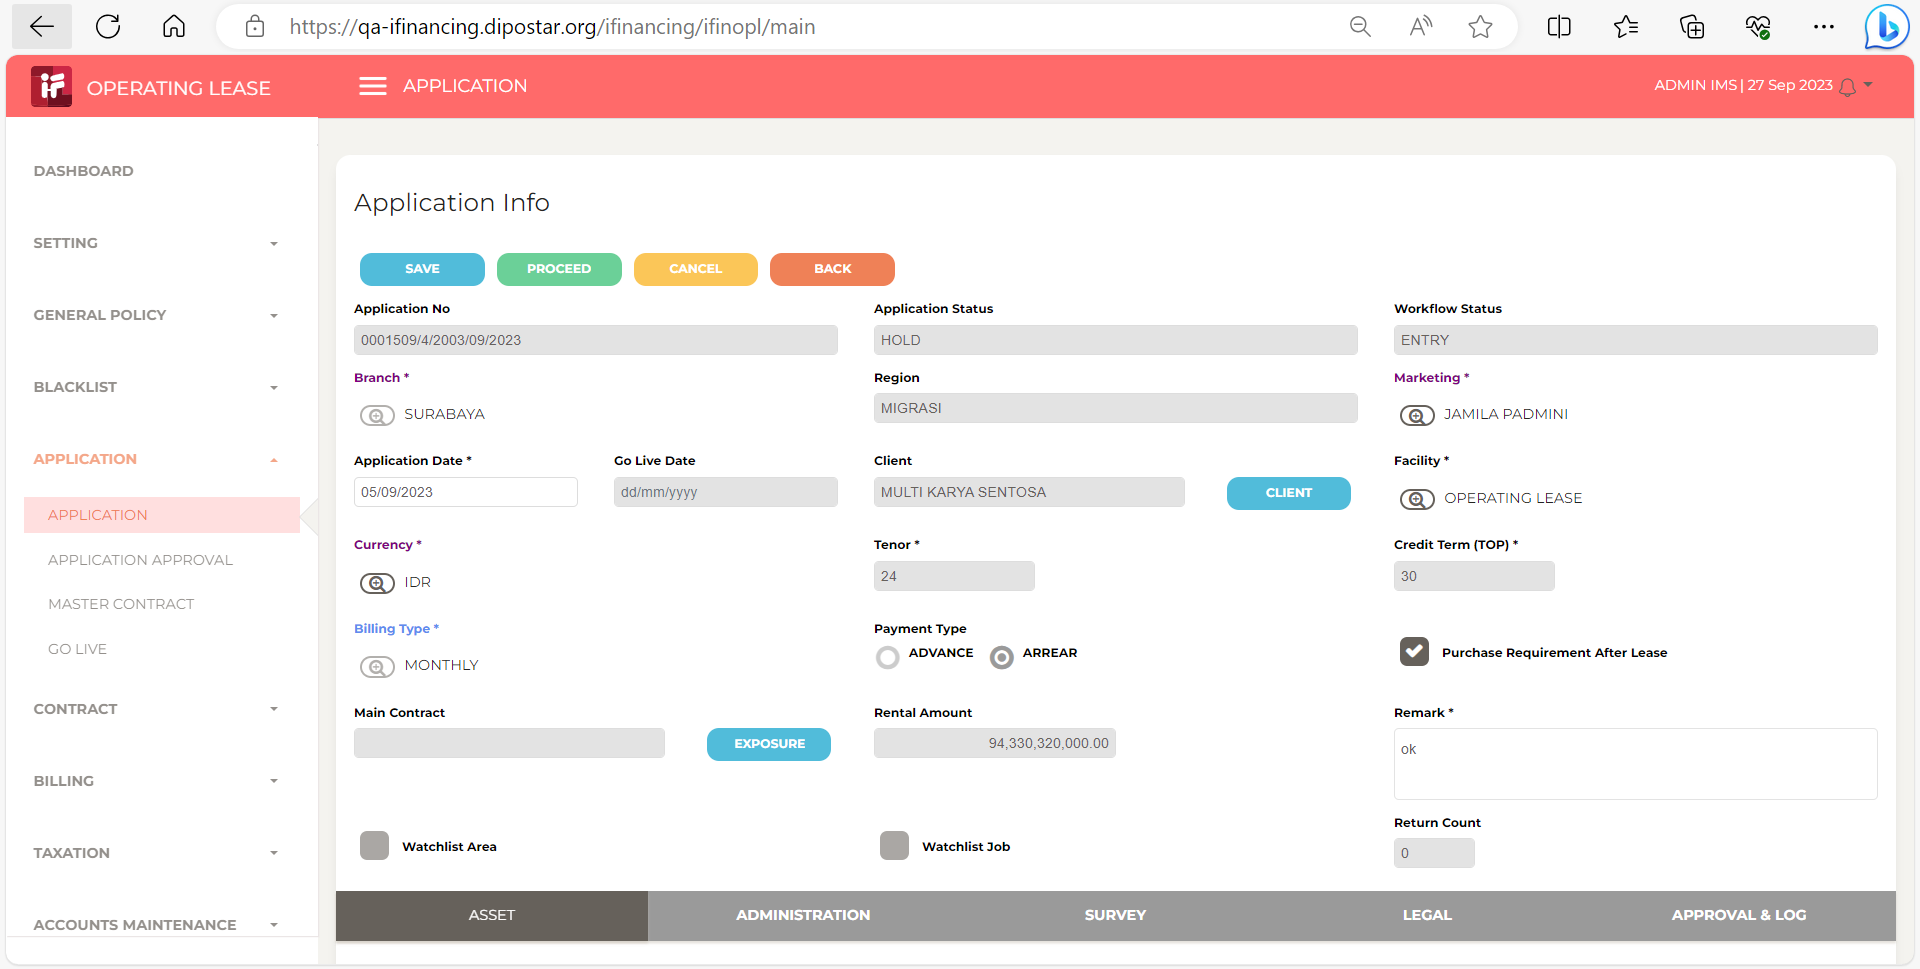 https://qa-ifinancing.dipostar.org/ifinancing/ifinopl/main
iF OPERATING LEASE
APPLICATION
ADMIN IMS | 27 Sep 2023
DASHBOARD
SETTING
GENERAL POLICY
BLACKLIST
APPLICATION
APPLICATION
APPLICATION APPROVAL
MASTER CONTRACT
GO LIVE
CONTRACT
BILLING
TAXATION
ACCOUNTS MAINTENANCE
Application Info
SAVE PROCEED CANCEL BACK
Application No Application Status Workflow Status
0001509/4/2003/09/2023 HOLD ENTRY
Branch * Region Marketing *
SURABAYA MIGRASI JAMILA PADMINI
Application Date * Go Live Date Client Facility *
05/09/2023 dd/mm/yyyy MULTI KARYA SENTOSA CLIENT OPERATING LEASE
Currency * Tenor * Credit Term (TOP) *
IDR 24 30
Billing Type * Payment Type
MONTHLY ADVANCE ARREAR Purchase Requirement After Lease
Main Contract Rental Amount Remark *
EXPOSURE 94,330,320,000.00 ok
Return Count
Watchlist Area Watchlist Job 0
ASSET ADMINISTRATION SURVEY LEGAL APPROVAL & LOG